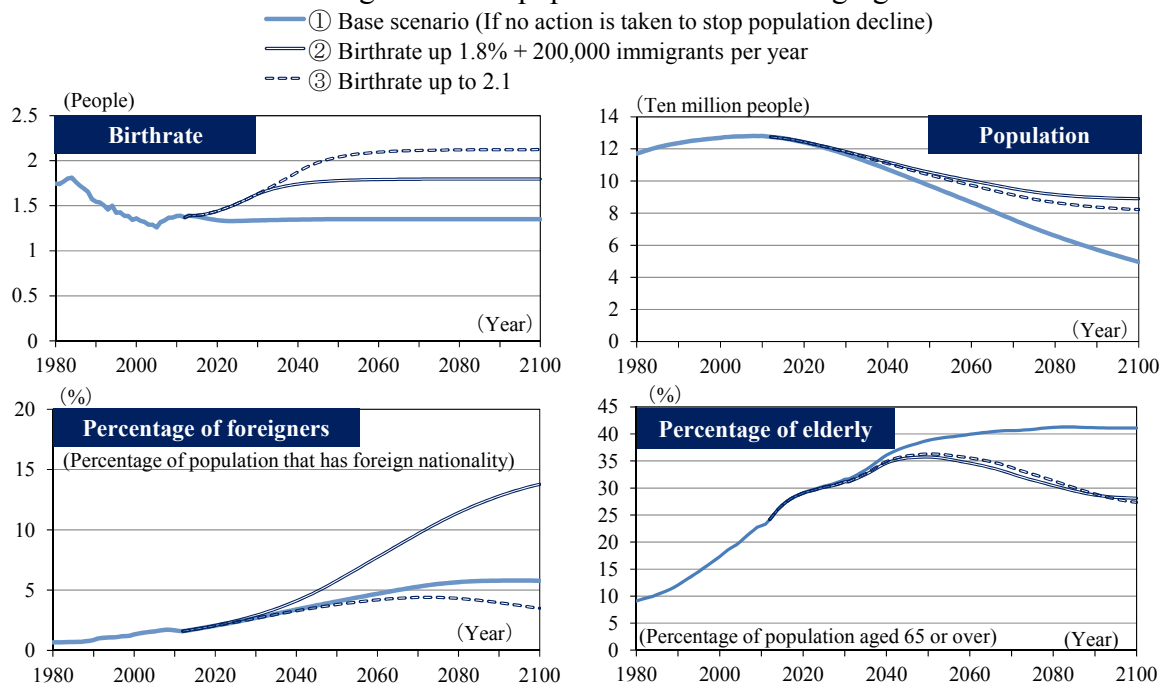 ① Base scenario (If no action is taken to stop population decline)
② Birthrate up 1.8% + 200,000 immigrants per year
③ Birthrate up to 2.1
(People)
Birthrate
2.5
2
1.5
1
0.5
0
(Year)
1980 2000 2020 2040 2060 2080 2100
(Ten million people)
Population
14
12
10
8
6
4
2
0
(Year)
1980 2000 2020 2040 2060 2080 2100
(%)
Percentage of foreigners
(Percentage of population that has foreign nationality)
20
15
10
5
0
(Year)
1980 2000 2020 2040 2060 2080 2100
(%)
Percentage of elderly
45
40
35
30
25
20
15
10
5
0
(Percentage of population aged 65 or over) (Year)
1980 2000 2020 2040 2060 2080 2100